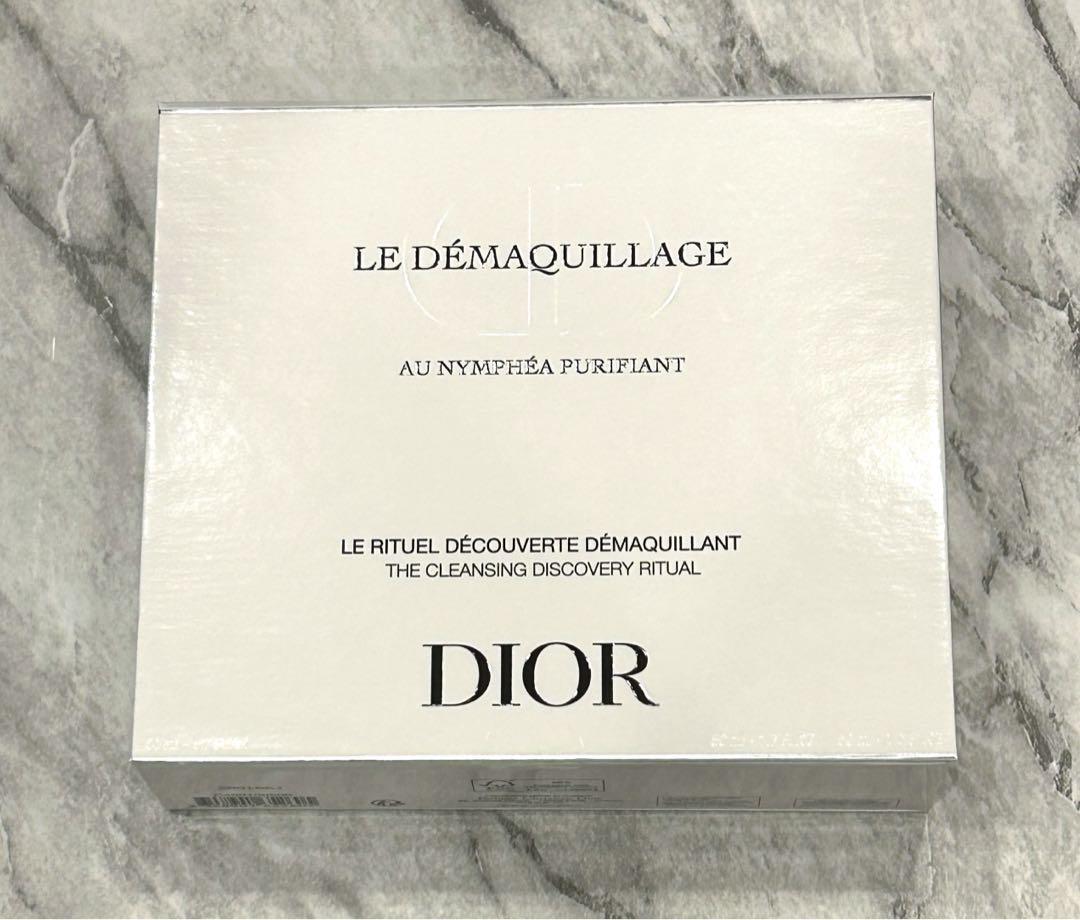 LE DÉMAQUILLAGE
AU NYMPHÉA PURIFIANT
LE RITUEL DÉCOUVERTE DÉMAQUILLANT
THE CLEANSING DISCOVERY RITUAL
DIOR